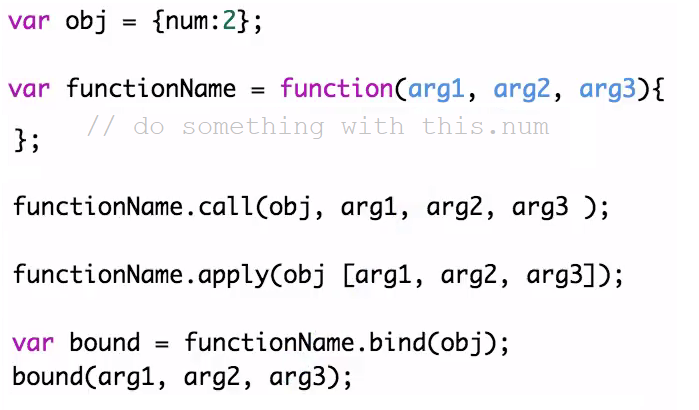 var obj = {num:2};
var functionName = function(arg1, arg2, arg3){
// do something with this.num
};
functionName.call(obj, arg1, arg2, arg3 );
functionName.apply(obj [arg1, arg2, arg3]);
var bound = functionName.bind(obj);
bound(arg1, arg2, arg3);